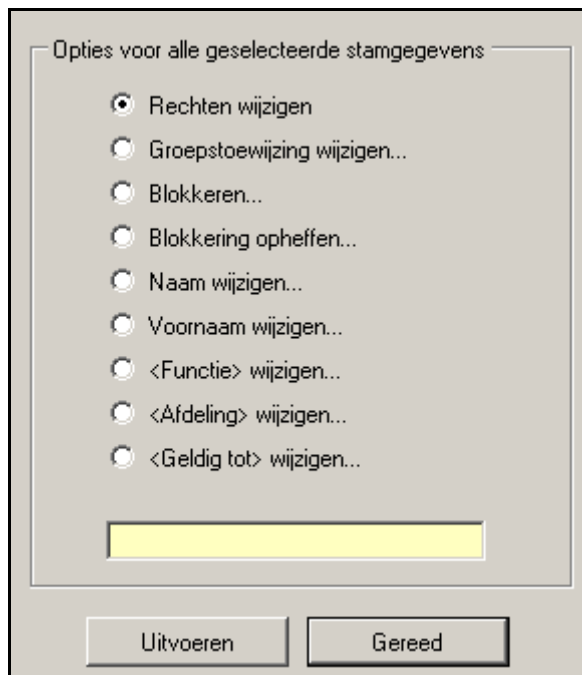 Opties voor alle geselecteerde stamgegevens
Rechten wijzigen
Groepstoewijzing wijzigen...
Blokkeren...
Blokkering opheffen...
Naam wijzigen...
Voornaam wijzigen...
<Functie> wijzigen...
<Afdeling> wijzigen...
<Geldig tot> wijzigen...
Uitvoeren
Gereed